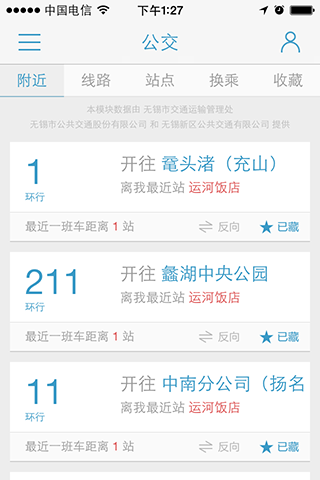 中国电信 下午1:27
公交
附近 线路 站点 换乘 收藏
本模块数据由 无锡市交通运输管理处
无锡市公共交通股份有限公司 和 无锡新区公共交通有限公司 提供
1 开往 鼋头渚（充山）
环行 离我最近站 运河饭店
最近一班车距离 1 站 反向 已藏
211 开往 蠡湖中央公园
环行 离我最近站 运河饭店
最近一班车距离 1 站 反向 已藏
11 开往 中南分公司（扬名
环行 离我最近站 运河饭店
最近一班车距离 1 站 反向 已藏